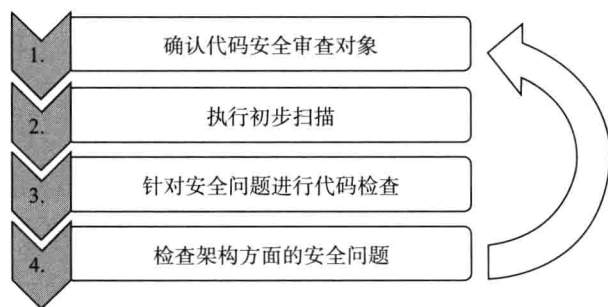 1. 确认代码安全审查对象
2. 执行初步扫描
3. 针对安全问题进行代码检查
4. 检查架构方面的安全问题